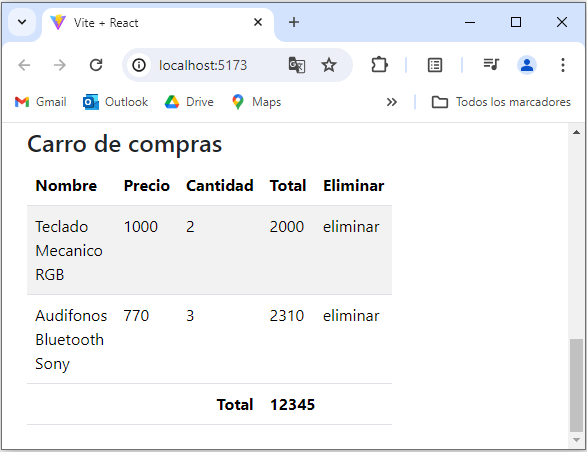 Vite + React
localhost:5173
Gmail Outlook Drive Maps Todos los marcadores
Carro de compras
Nombre Precio Cantidad Total Eliminar
Teclado 1000 2 2000 eliminar
Mecanico
RGB
Audifonos 770 3 2310 eliminar
Bluetooth
Sony
Total 12345